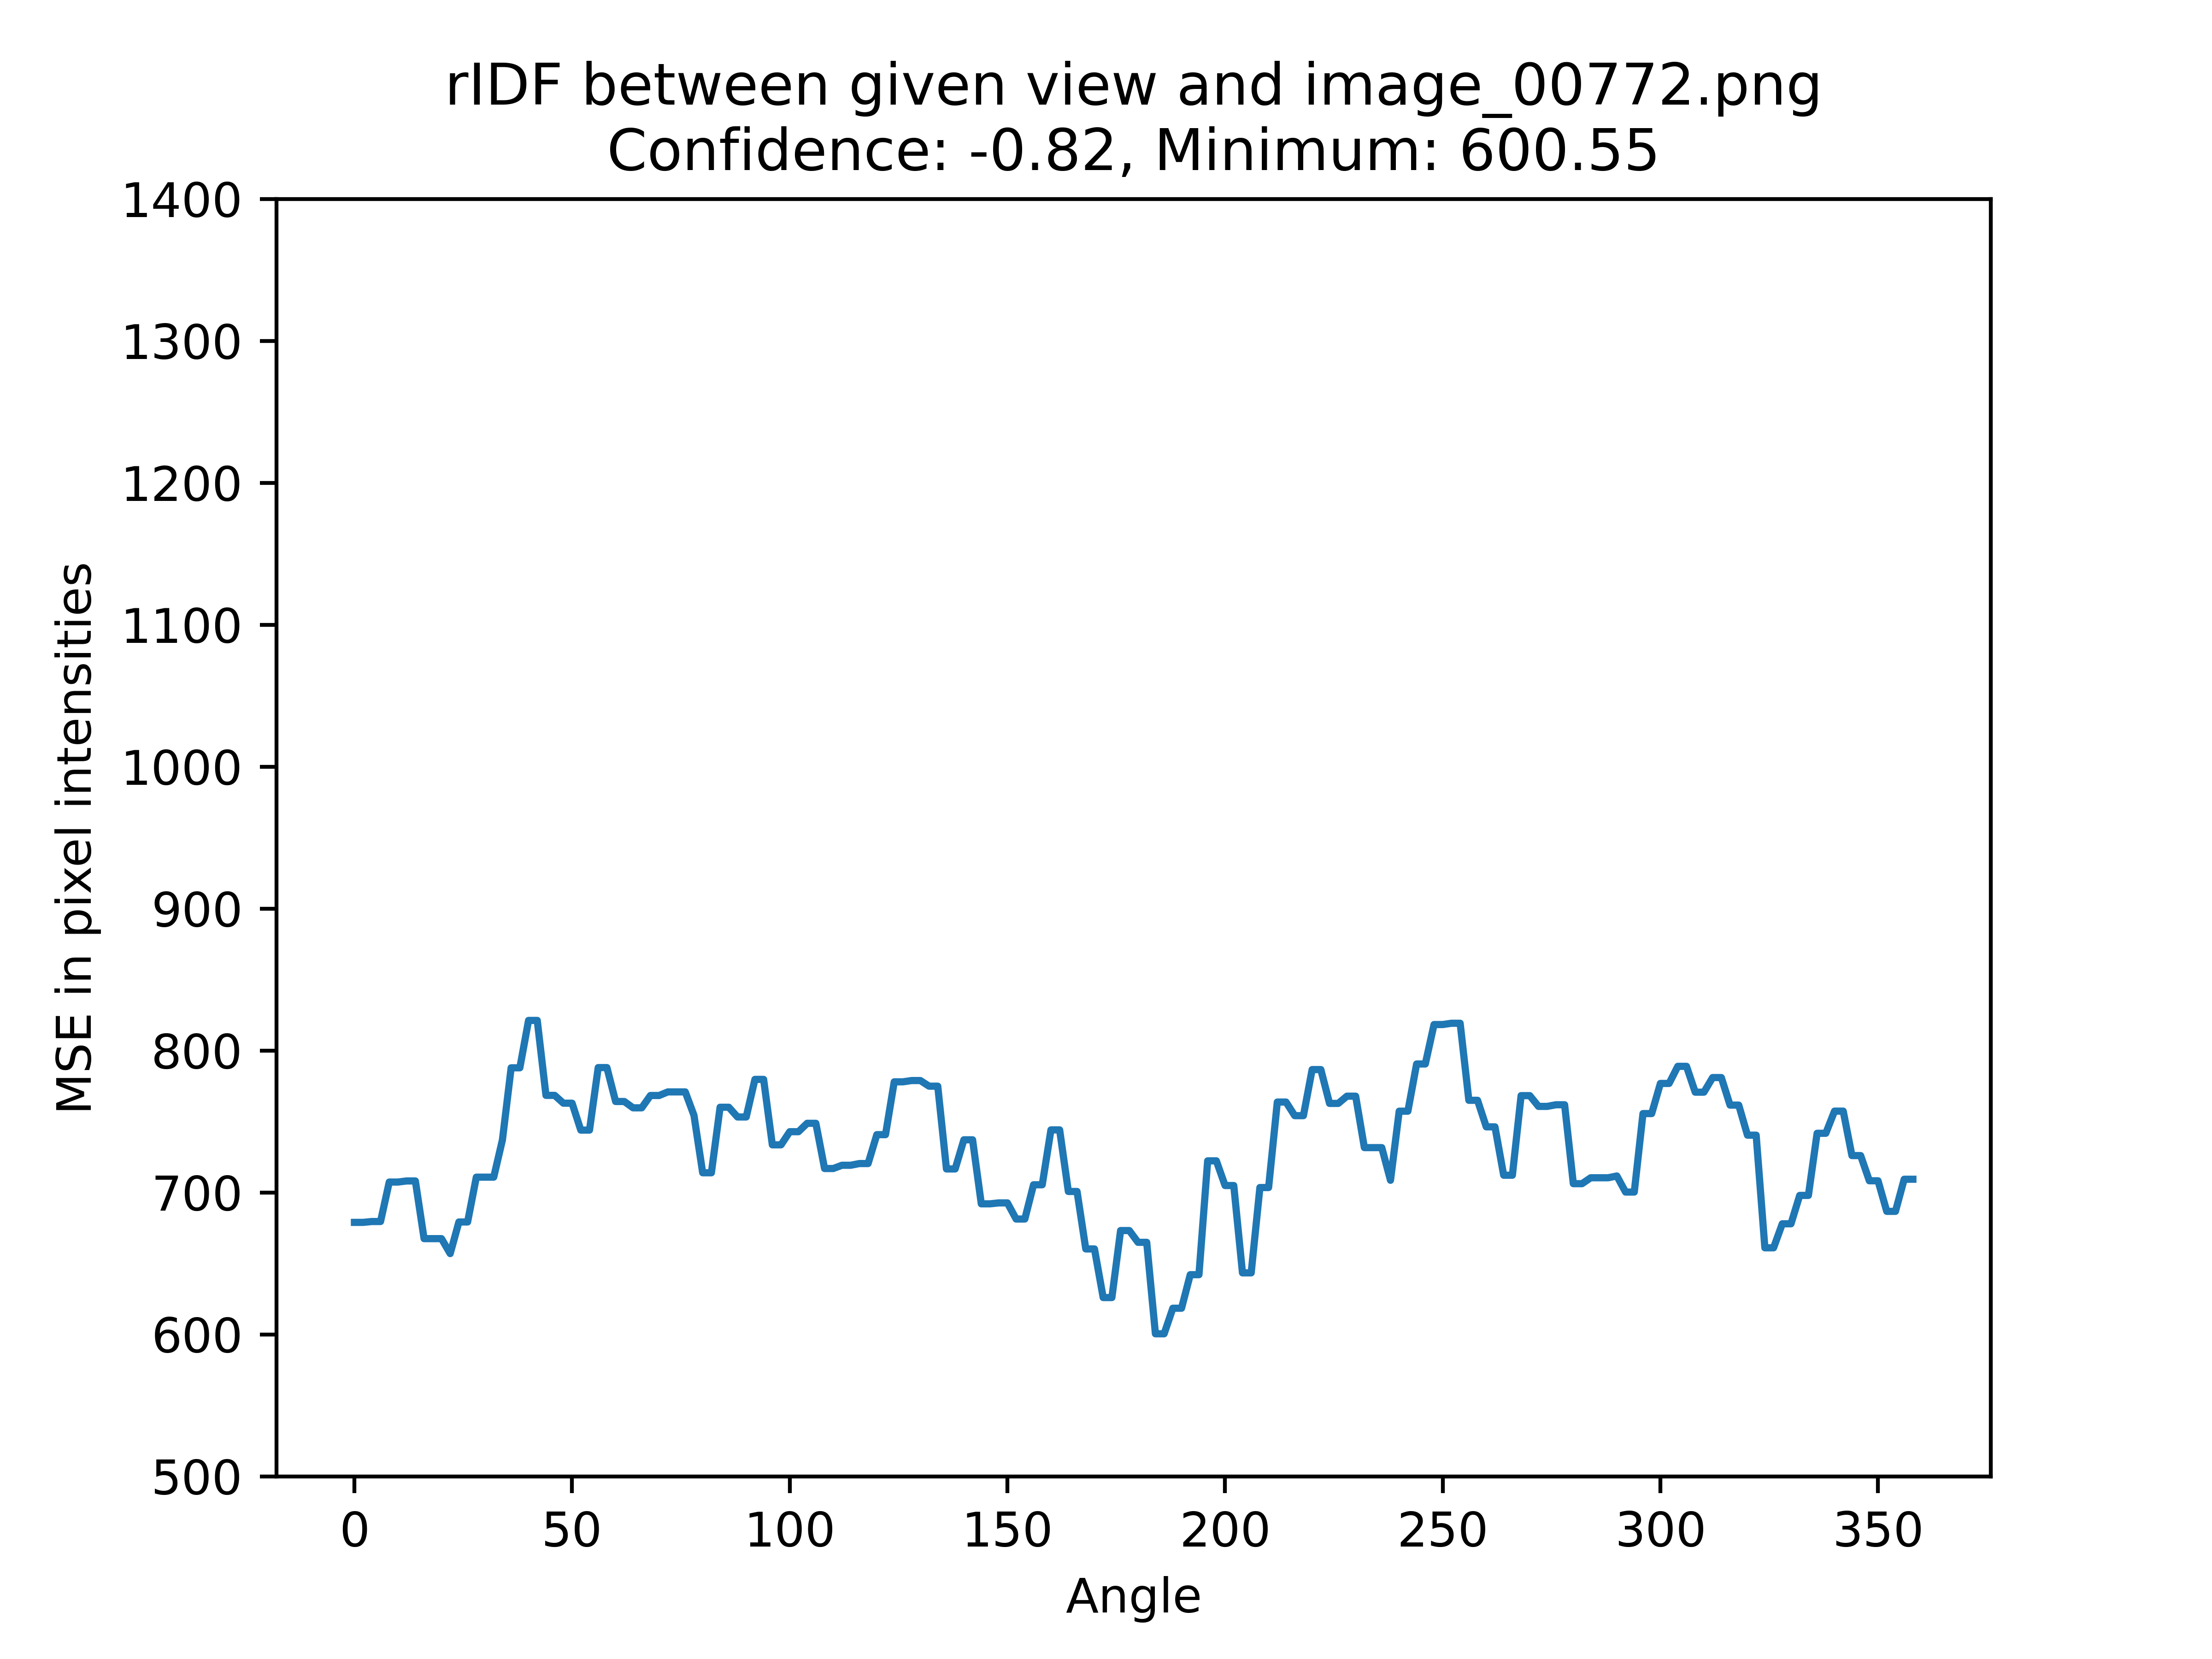 rIDF between given view and image_00772.png
Confidence: -0.82, Minimum: 600.55
1400
1300
1200
1100
1000
900
800
700
600
500
MSE in pixel intensities
0 50 100 150 200 250 300 350
Angle